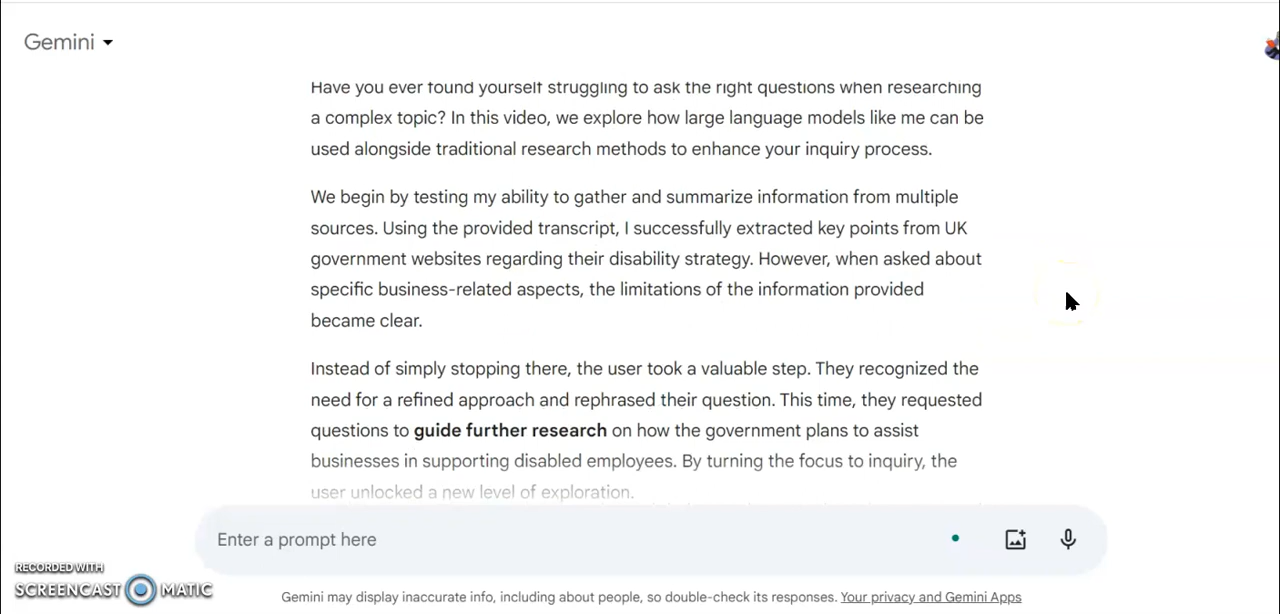 Gemini
Have you ever found yourself struggling to ask the right questions when researching
a complex topic? In this video, we explore how large language models like me can be
used alongside traditional research methods to enhance your inquiry process.
We begin by testing my ability to gather and summarize information from multiple
sources. Using the provided transcript, I successfully extracted key points from UK
government websites regarding their disability strategy. However, when asked about
specific business-related aspects, the limitations of the information provided
became clear.
Instead of simply stopping there, the user took a valuable step. They recognized the
need for a refined approach and rephrased their question. This time, they requested
questions to guide further research on how the government plans to assist
businesses in supporting disabled employees. By turning the focus to inquiry, the
user unlocked a new level of exploration.
Enter a prompt here
RECORDED WITH
SCREENCAST MATIC
Gemini may display inaccurate info, including about people, so double-check its responses. Your privacy and Gemini Apps